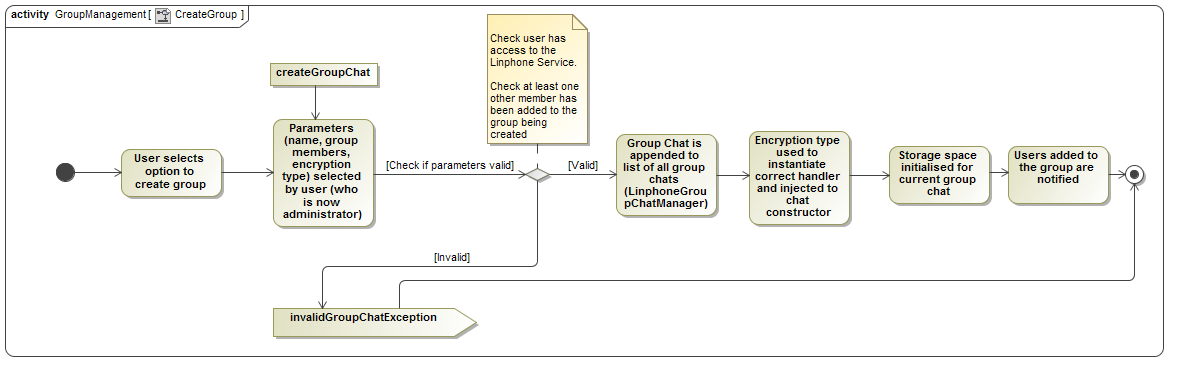 activity GroupManagement [ CreateGroup ]
Check user has
access to the
Linphone Service.
Check at least one
other member has
been added to the
group being
created
createGroupChat
User selects
option to
create group
Parameters
(name, group
members,
encryption
type) selected
by user (who
is now
administrator)
[Check if parameters valid]
[Valid]
Group Chat is
appended to
list of all group
chats
(LinphoneGrou
pChatManager)
Encryption type
used to
instantiate
correct handler
and injected to
chat
constructor
Storage space
initialised for
current group
chat
Users added to
the group are
notified
[Invalid]
invalidGroupChatException